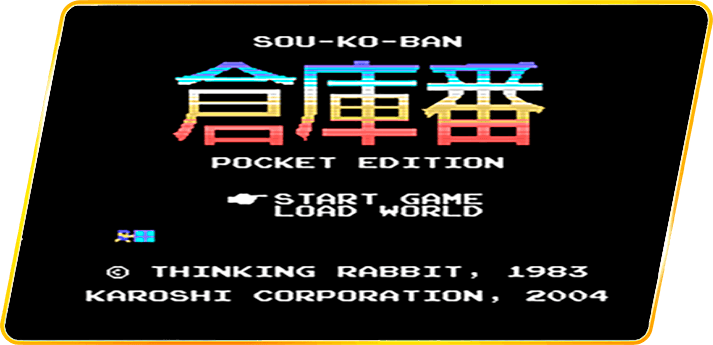 SOU-KO-BAN
倉庫番
POCKET EDITION
START GAME
LOAD WORLD
© THINKING RABBIT, 1983
KAROSHI CORPORATION, 2004